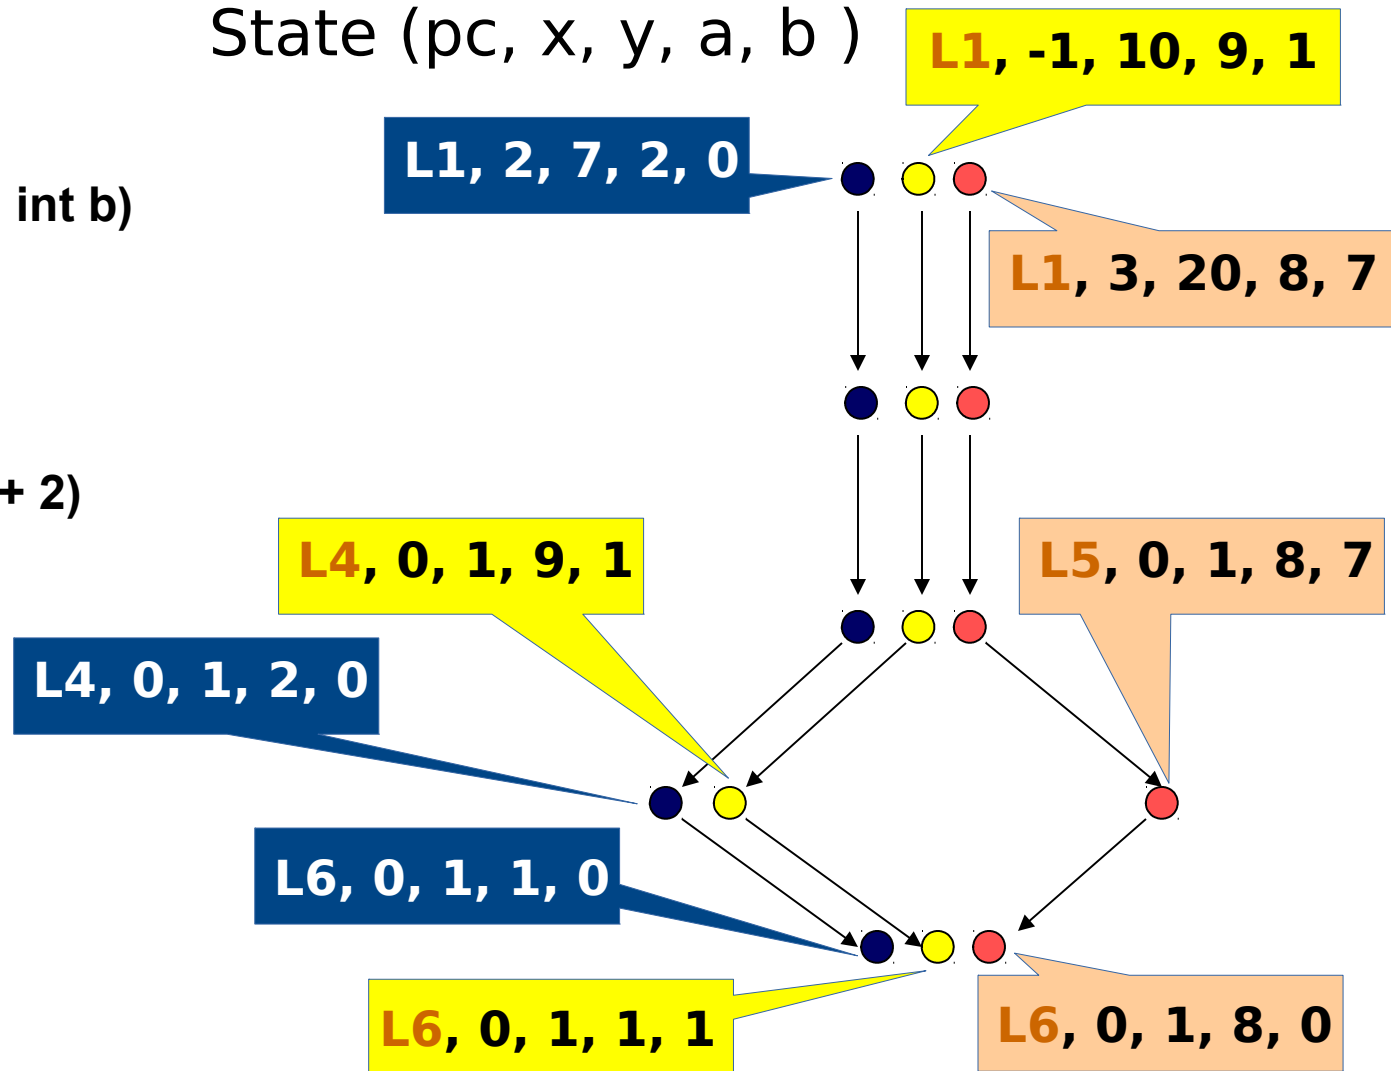 State (pc, x, y, a, b )
L1, -1, 10, 9, 1
L1, 2, 7, 2, 0
int b)
L1, 3, 20, 8, 7
+ 2)
L4, 0, 1, 9, 1
L5, 0, 1, 8, 7
L4, 0, 1, 2, 0
L6, 0, 1, 1, 0
L6, 0, 1, 1, 1
L6, 0, 1, 8, 0